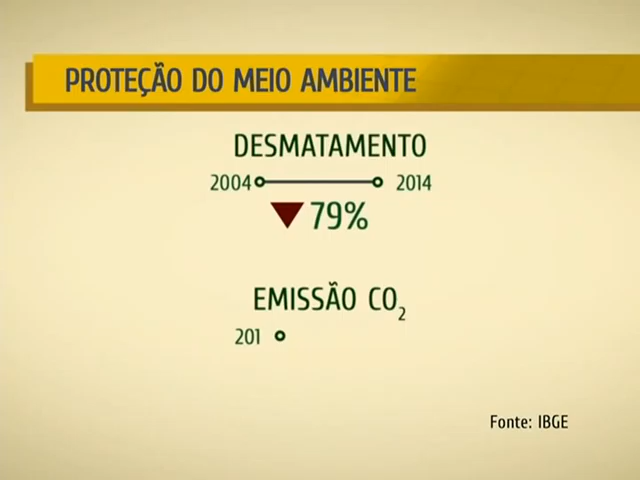 PROTEÇÃO DO MEIO AMBIENTE
DESMATAMENTO
2004 2014
79%
EMISSÃO CO₂
201
Fonte: IBGE